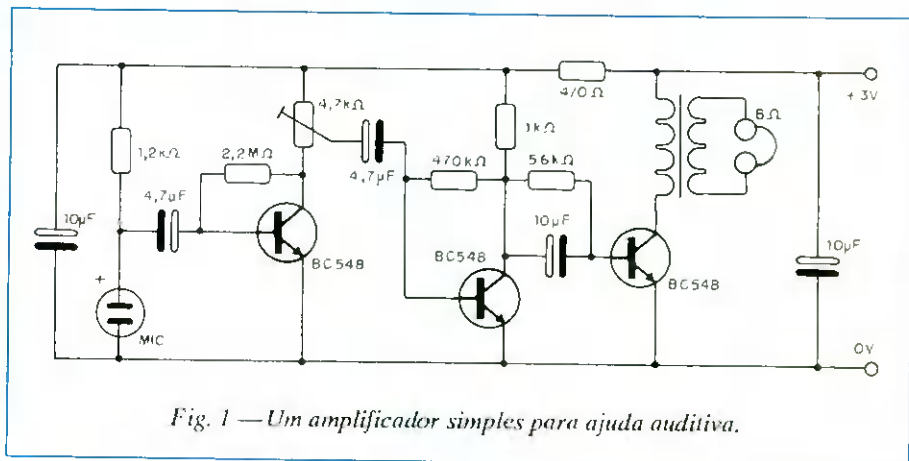 470Ω
+3V
4,7kΩ
1kΩ
8Ω
1,2kΩ
2,2MΩ
4,7µF
470kΩ
56kΩ
4,7µF
10µF
10µF
10µF
BC548
BC548
BC548
+
MIC
0V
Fig. 1 — Um amplificador simples para ajuda auditiva.